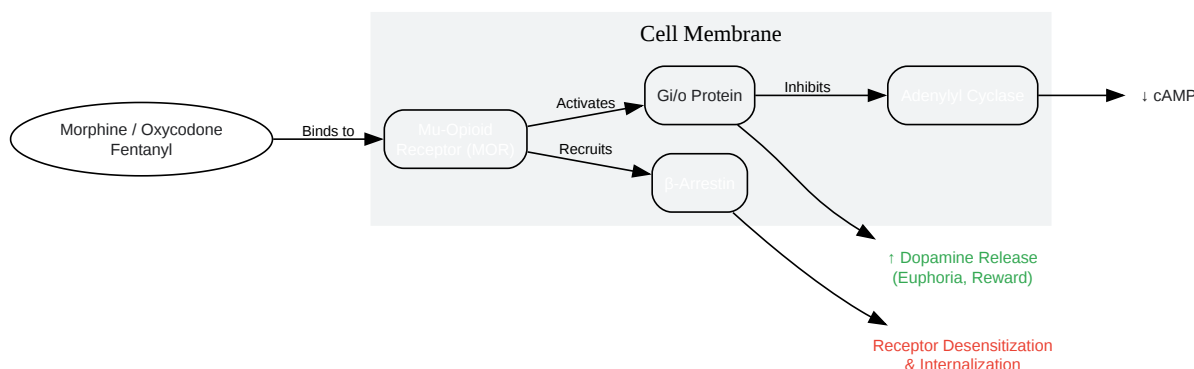 Cell Membrane
Morphine / Oxycodone
Fentanyl
Binds to
Mu-Opioid
Receptor (MOR)
Activates
Recruits
Gi/o Protein
β-Arrestin
Inhibits
Adenylyl Cyclase
↓ cAMP
↑ Dopamine Release
(Euphoria, Reward)
Receptor Desensitization
& Internalization